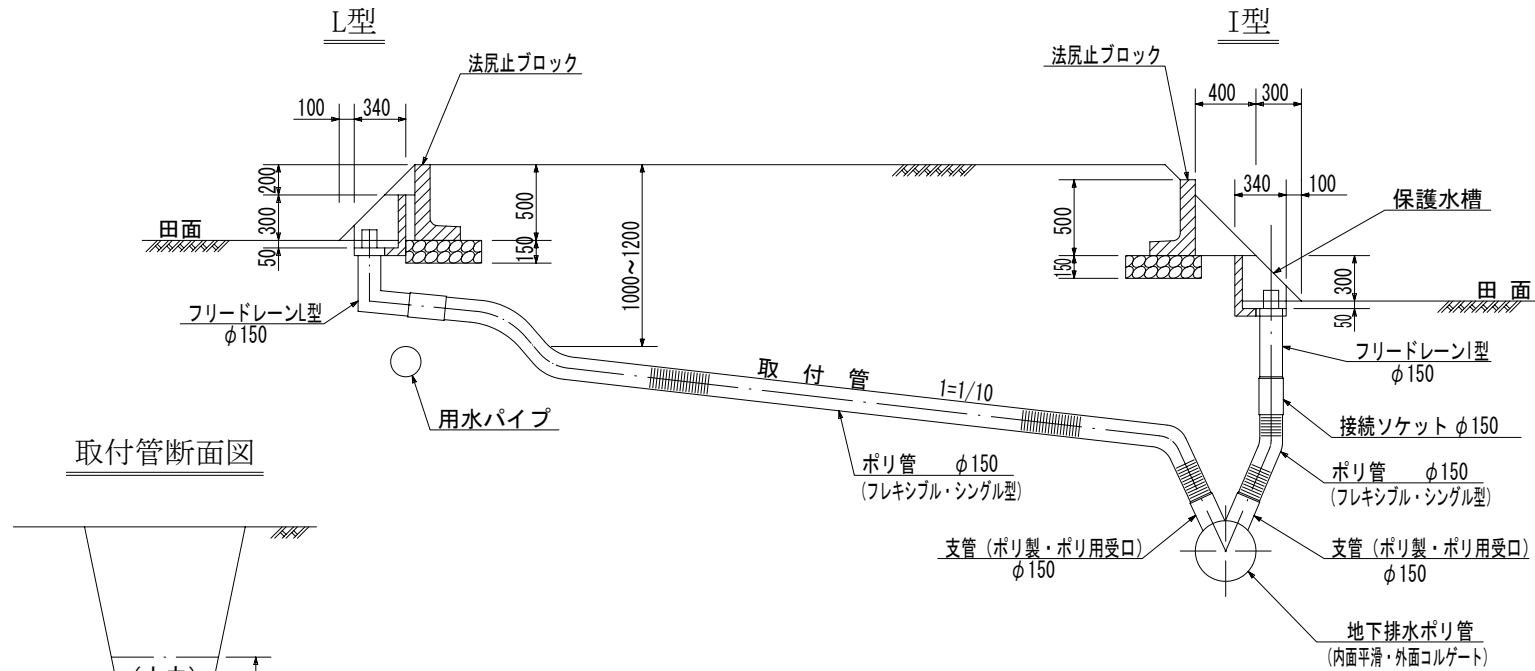 L型
I型
法尻止ブロック
法尻止ブロック
100
340
400
300
200
300
50
500
150
田面
1000~1200
500
150
340
100
保護水槽
300
50
田 面
フリードレーンL型
φ150
フリードレーンI型
φ150
取 付 管
1=1/10
用水パイプ
接続ソケット φ150
取付管断面図
ポリ管 φ150
(フレキシブル・シングル型)
ポリ管 φ150
(フレキシブル・シングル型)
支管 (ポリ製・ポリ用受口)
φ150
支管 (ポリ製・ポリ用受口)
φ150
地下排水ポリ管
(内面平滑・外面コルゲート)